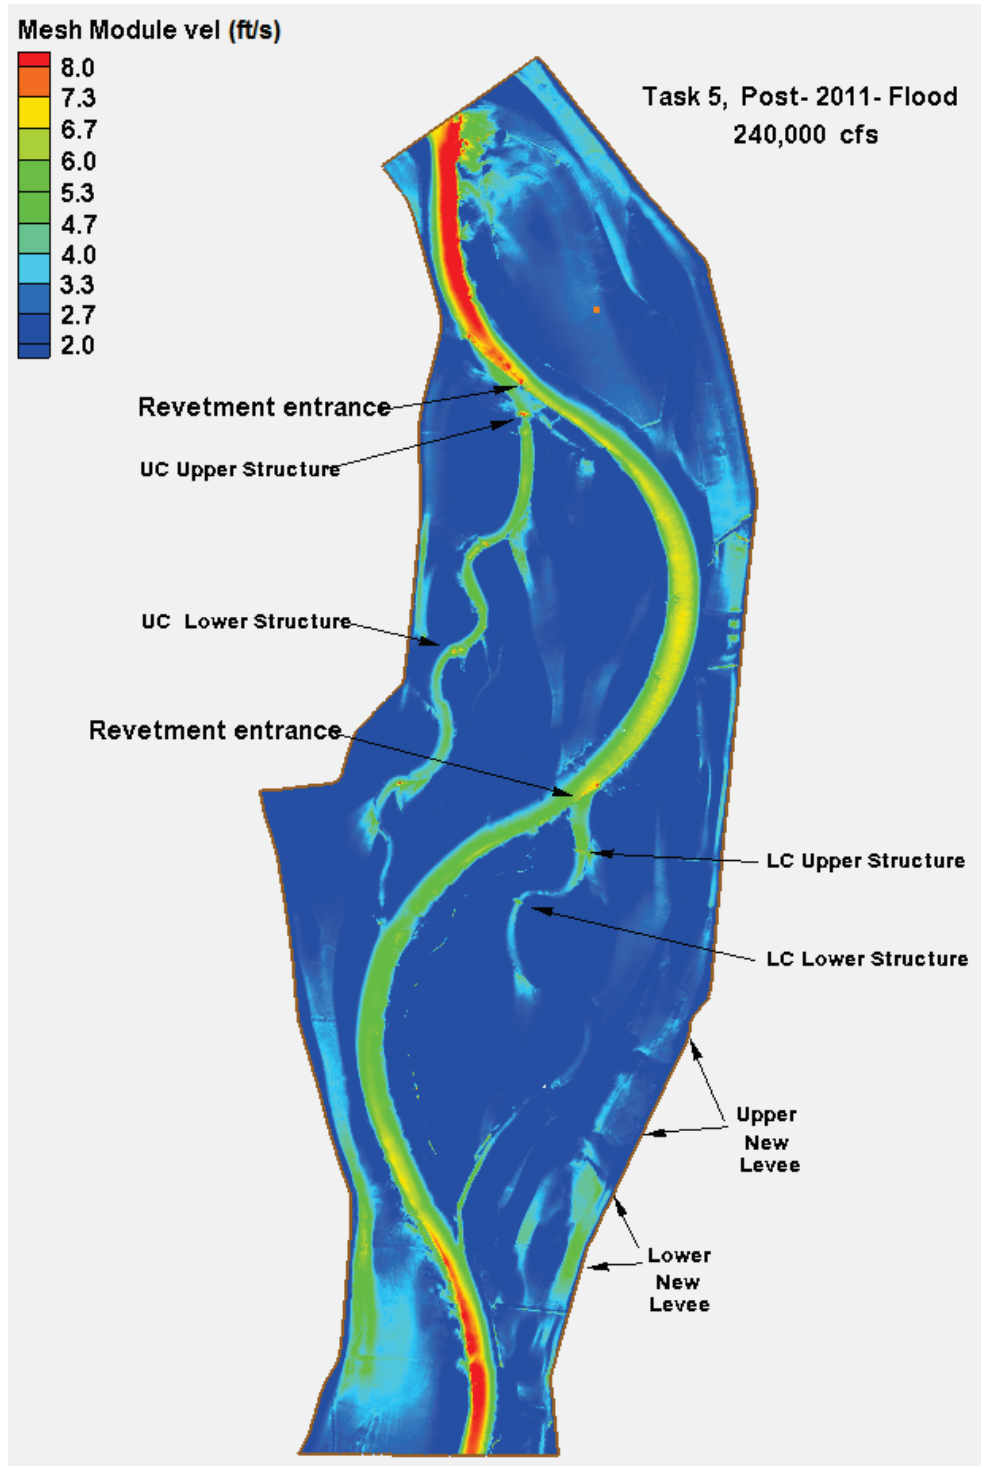 Mesh Module vel (ft/s)
8.0
7.3
6.7
6.0
5.3
4.7
4.0
3.3
2.7
2.0
Task 5, Post- 2011- Flood
240,000 cfs
Revetment entrance
UC Upper Structure
UC Lower Structure
Revetment entrance
LC Upper Structure
LC Lower Structure
Upper
New
Levee
Lower
New
Levee